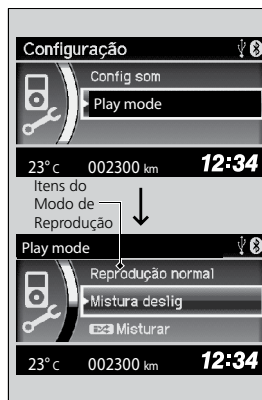 Configuração
Config som
Play mode
23°c 002300 km 12:34
Itens do
Modo de
Reprodução
Play mode
Reprodução normal
Mistura deslig
Misturar
23°c 002300 km 12:34